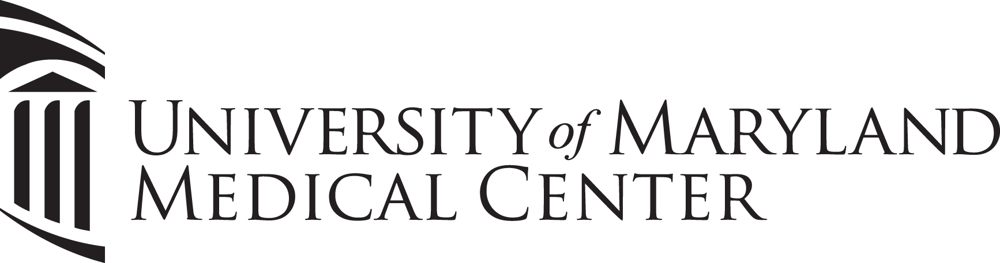 UNIVERSITY of MARYLAND
MEDICAL CENTER